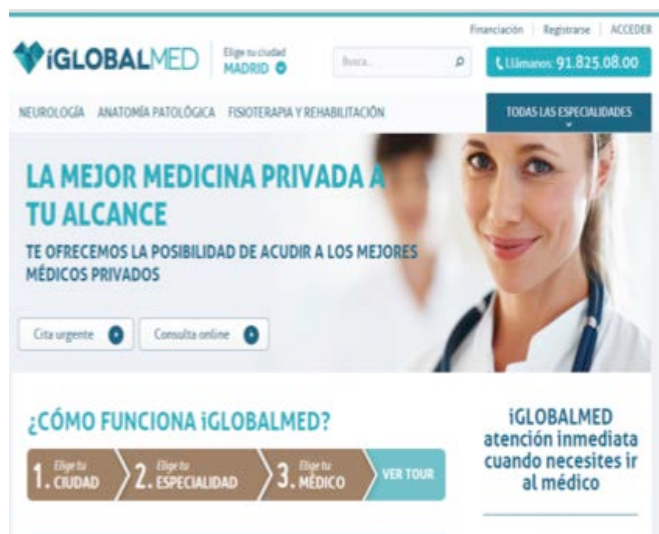 Financiación Registrarse ACCEDER
iGLOBALMED
Elige tu ciudad
MADRID
Busca...
Llámanos: 91.825.08.00
NEUROLOGÍA ANATOMÍA PATOLÓGICA FISIOTERAPIA Y REHABILITACIÓN
TODAS LAS ESPECIALIDADES
LA MEJOR MEDICINA PRIVADA A
TU ALCANCE
TE OFRECEMOS LA POSIBILIDAD DE ACUDIR A LOS MEJORES
MÉDICOS PRIVADOS
Cita urgente
Consulta online
¿CÓMO FUNCIONA iGLOBALMED?
1. Elige tu CIUDAD
2. Elige tu ESPECIALIDAD
3. Elige tu MÉDICO
VER TOUR
iGLOBALMED
atención inmediata
cuando necesites ir
al médico